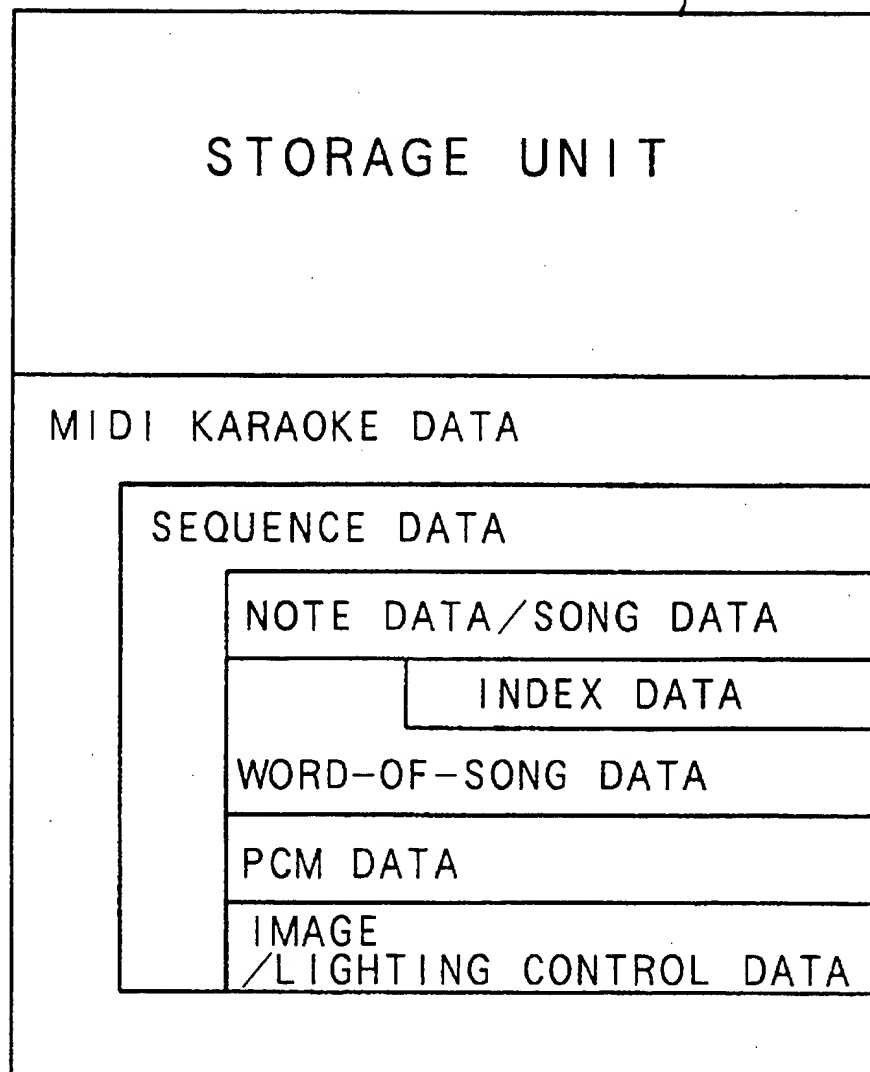 STORAGE UNIT
MIDI KARAOKE DATA
SEQUENCE DATA
NOTE DATA/SONG DATA
INDEX DATA
WORD-OF-SONG DATA
PCM DATA
IMAGE
/LIGHTING CONTROL DATA